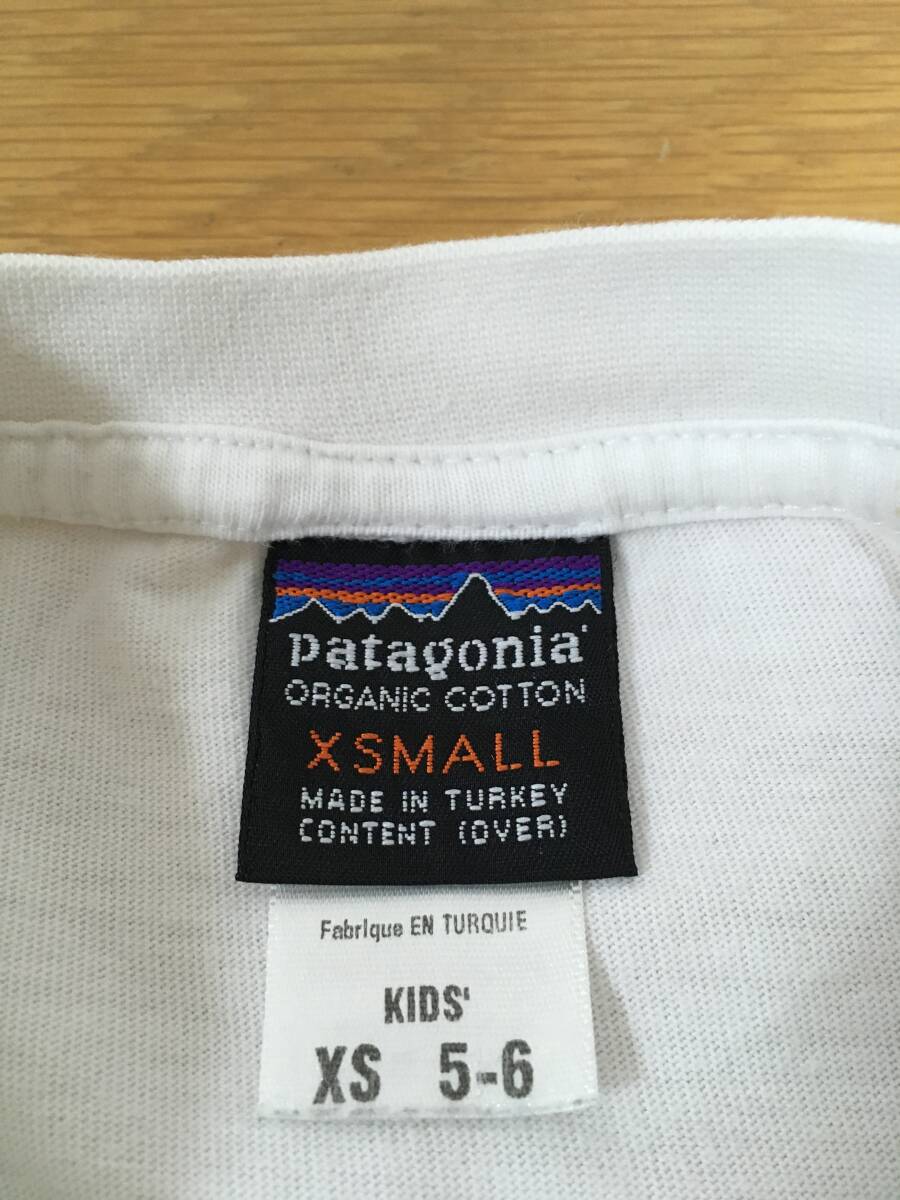 patagonia®
ORGANIC COTTON
XSMALL
MADE IN TURKEY
CONTENT (OVER)
Fabrique EN TURQUIE
KIDS'
XS 5-6